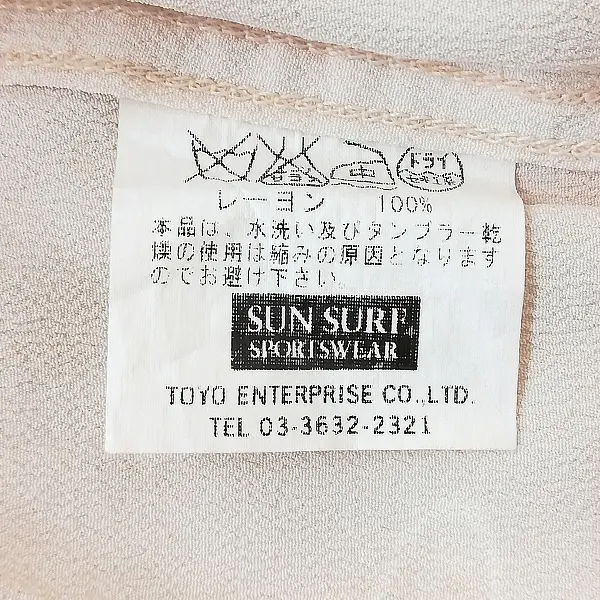 ドライ
レーヨン 100%
本品は、水洗い及びタンブラー乾
燥の使用は縮みの原因となります
のでお避け下さい。
SUN SURF
SPORTSWEAR
TOYO ENTERPRISE CO.,LTD.
TEL 03-3632-2321